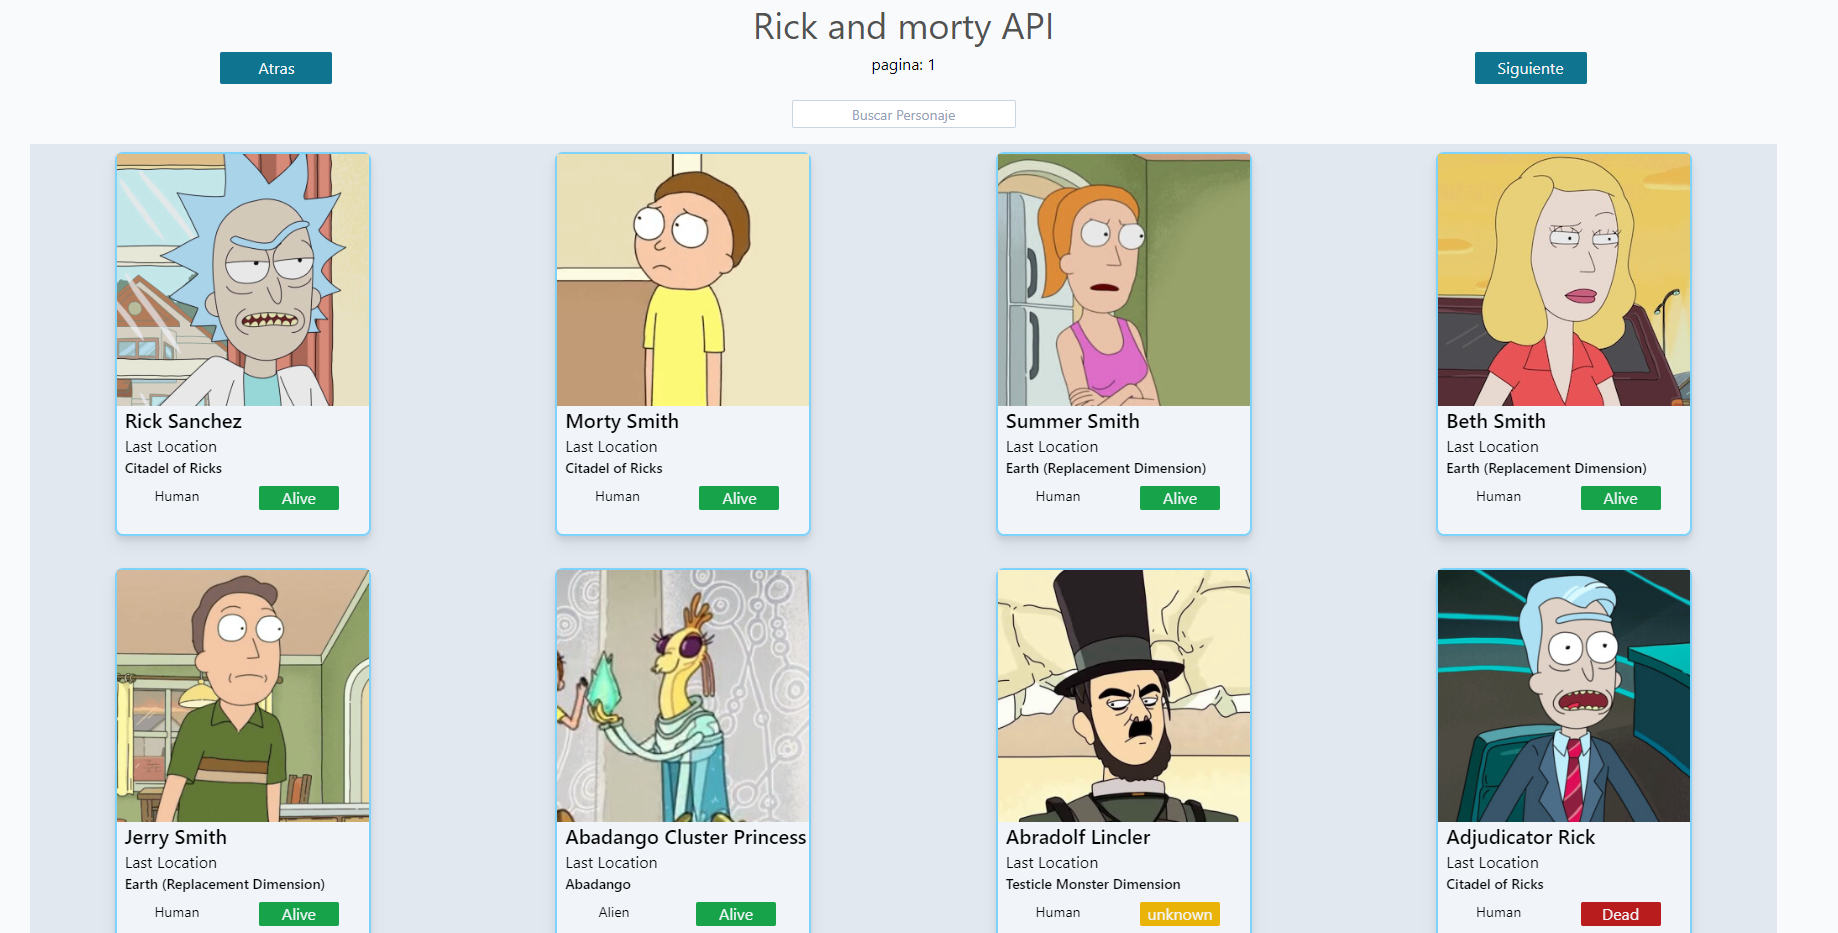 Rick and morty API
Atras
pagina: 1
Siguiente
Buscar Personaje
Rick Sanchez
Last Location
Citadel of Ricks
Human
Alive
Morty Smith
Last Location
Citadel of Ricks
Human
Alive
Summer Smith
Last Location
Earth (Replacement Dimension)
Human
Alive
Beth Smith
Last Location
Earth (Replacement Dimension)
Human
Alive
Jerry Smith
Last Location
Earth (Replacement Dimension)
Human
Alive
Abadango Cluster Princess
Last Location
Abadango
Alien
Alive
Abradolf Lincler
Last Location
Testicle Monster Dimension
Human
unknown
Adjudicator Rick
Last Location
Citadel of Ricks
Human
Dead